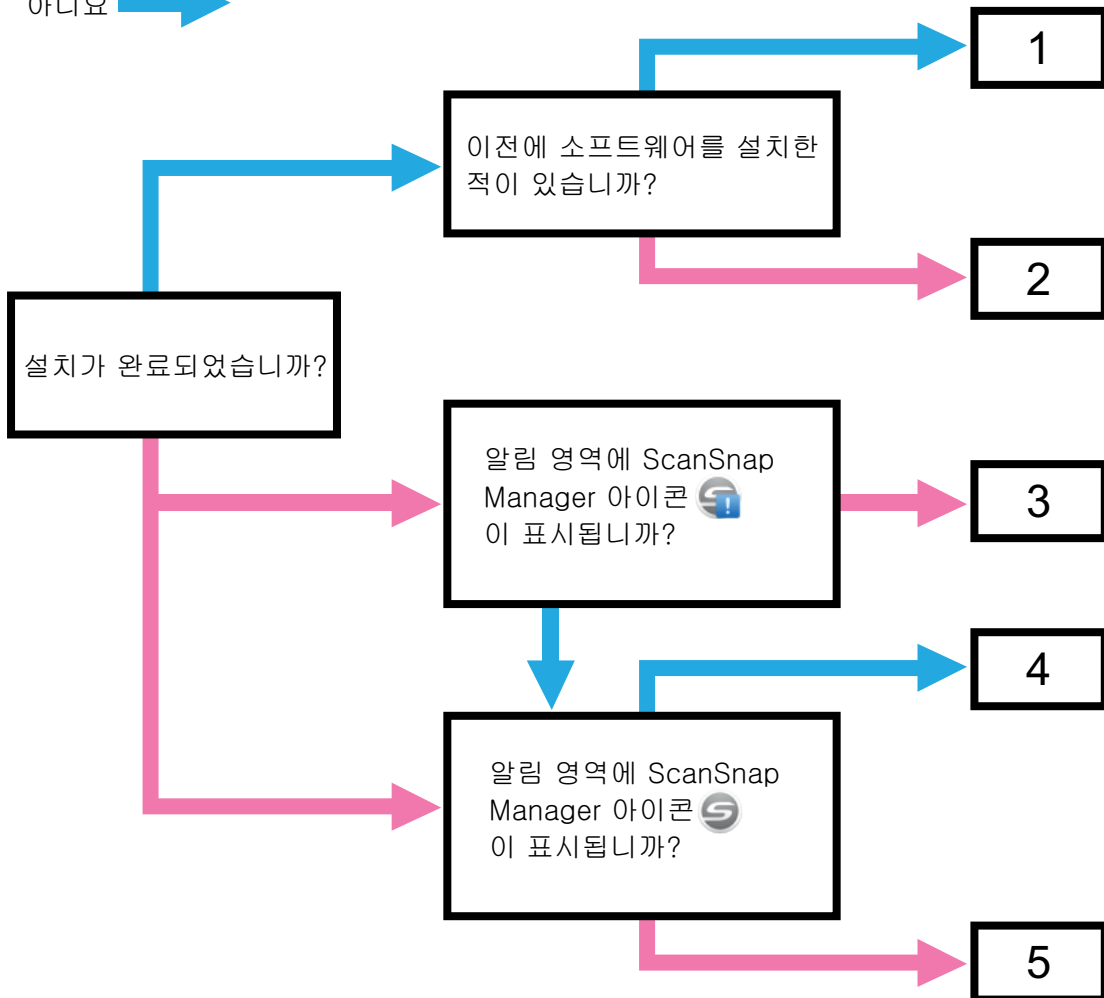 아니요
1
이전에 소프트웨어를 설치한
적이 있습니까?
2
설치가 완료되었습니까?
알림 영역에 ScanSnap
Manager 아이콘
이 표시됩니까?
3
4
알림 영역에 ScanSnap
Manager 아이콘
이 표시됩니까?
5